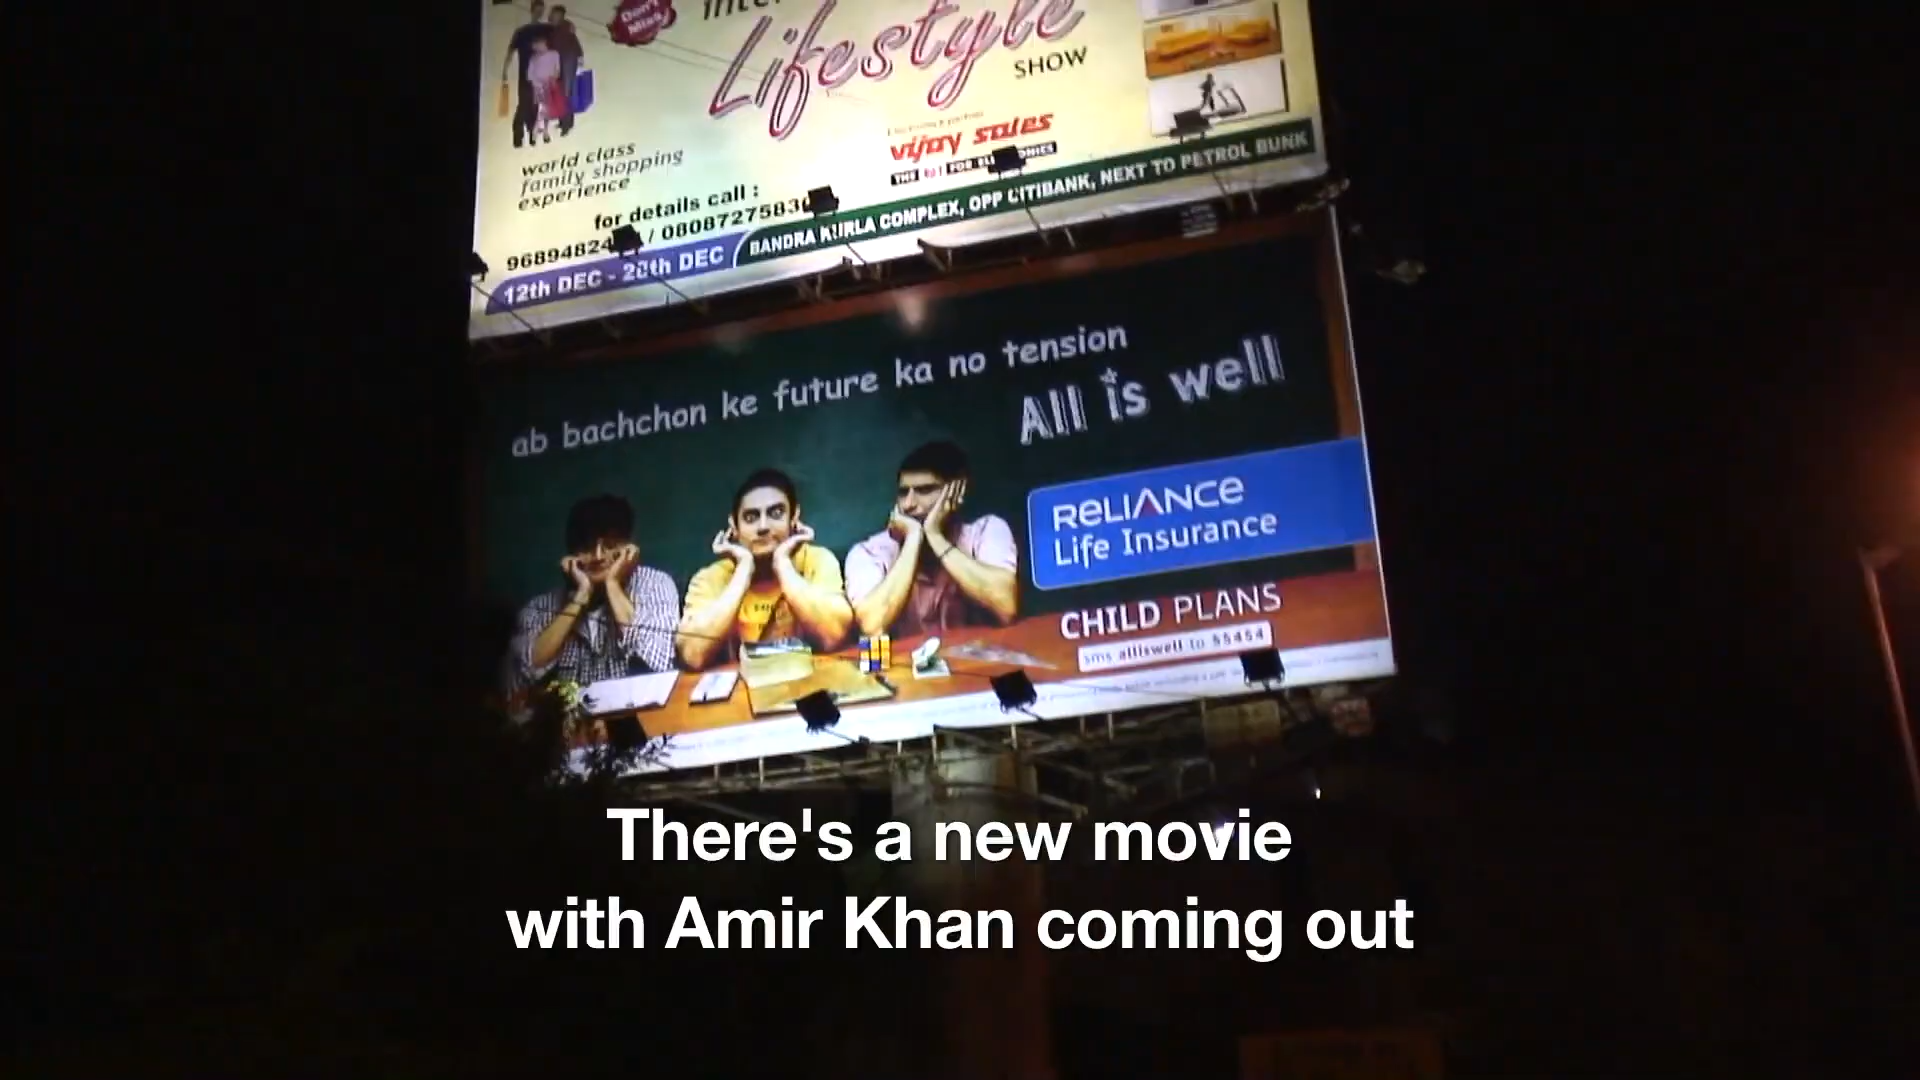 Don't
Miss
Lifestyle
SHOW
vijay sales
world class
family shopping
experience
for details call :
/ 0808727583
12th DEC - 20th DEC
BANDRA KURLA COMPLEX, OPP CITIBANK, NEXT TO PETROL BUNK
ab bachchon ke future ka no tension
All is well
RELIANCE
Life Insurance
CHILD PLANS
sms alliswell to 55454
There's a new movie
with Amir Khan coming out